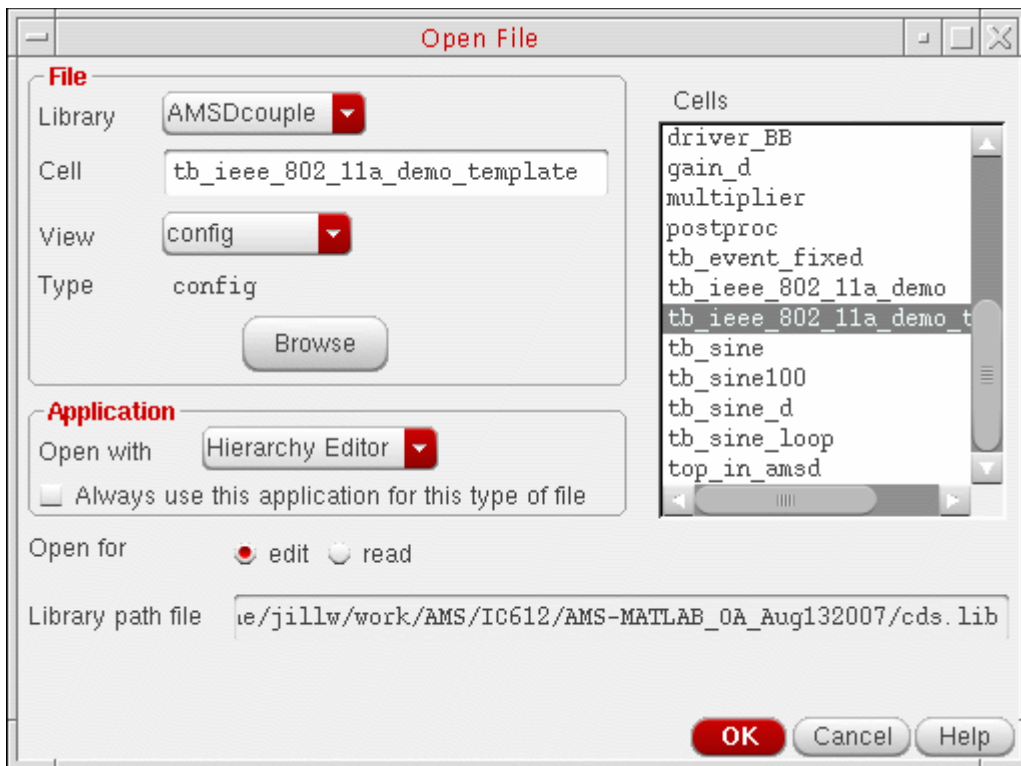 Open File
File
Library AMSDcouple
Cell tb_ieee_802_11a_demo_template
View config
Type config
Browse
Application
Open with Hierarchy Editor
Always use this application for this type of file
Cells
driver_BB
gain_d
multiplier
postproc
tb_event_fixed
tb_ieee_802_11a_demo
tb_ieee_802_11a_demo_t
tb_sine
tb_sine100
tb_sine_d
tb_sine_loop
top_in_amsd
Open for edit read
Library path file ie/jillw/work/AMS/IC612/AMS-MATLAB_OA_Aug132007/cds.lib
OK Cancel Help